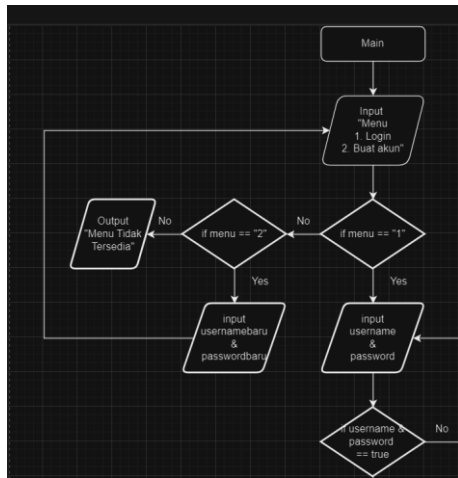 Main
Input
"Menu
1. Login
2. Buat akun"
if menu == "1"
No
if menu == "2"
No
Output
"Menu Tidak
Tersedia"
Yes
Yes
input
usernamebaru
&
passwordbaru
input
username
&
password
if username &
password
== true
No